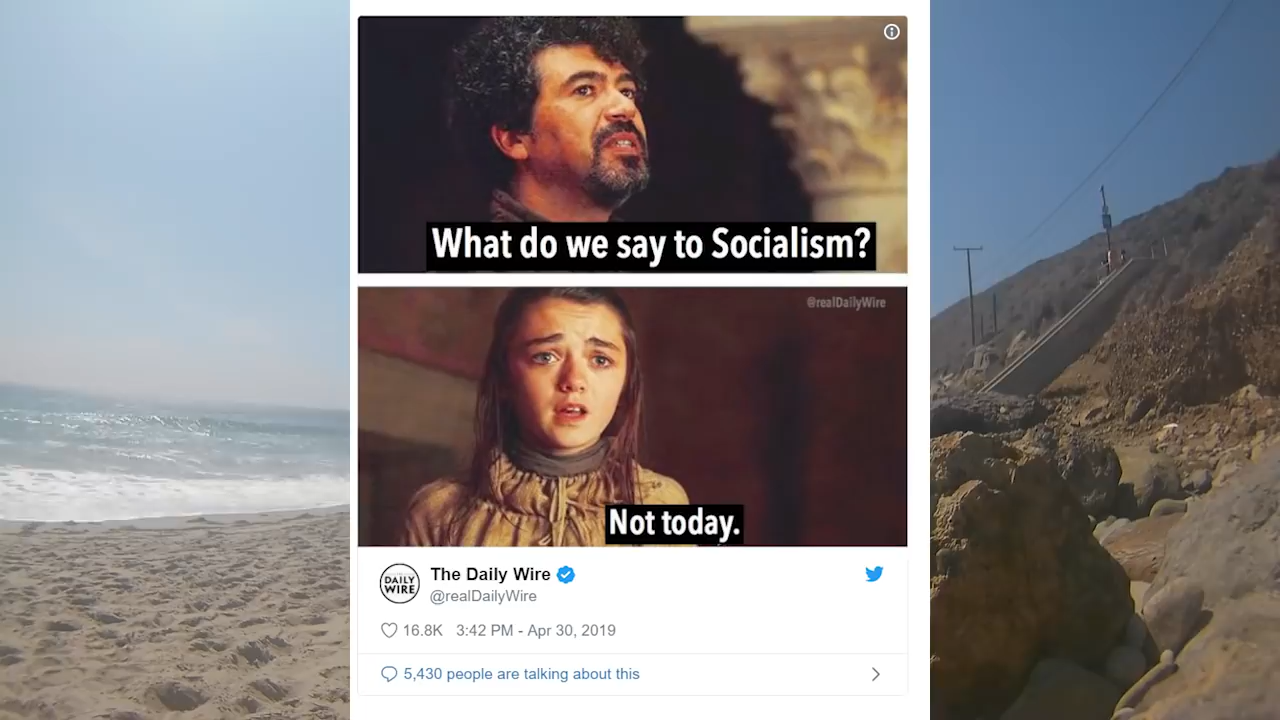 What do we say to Socialism?
@realDailyWire
Not today.
DAILY
WIRE
The Daily Wire
@realDailyWire
16.8K 3:42 PM - Apr 30, 2019
5,430 people are talking about this